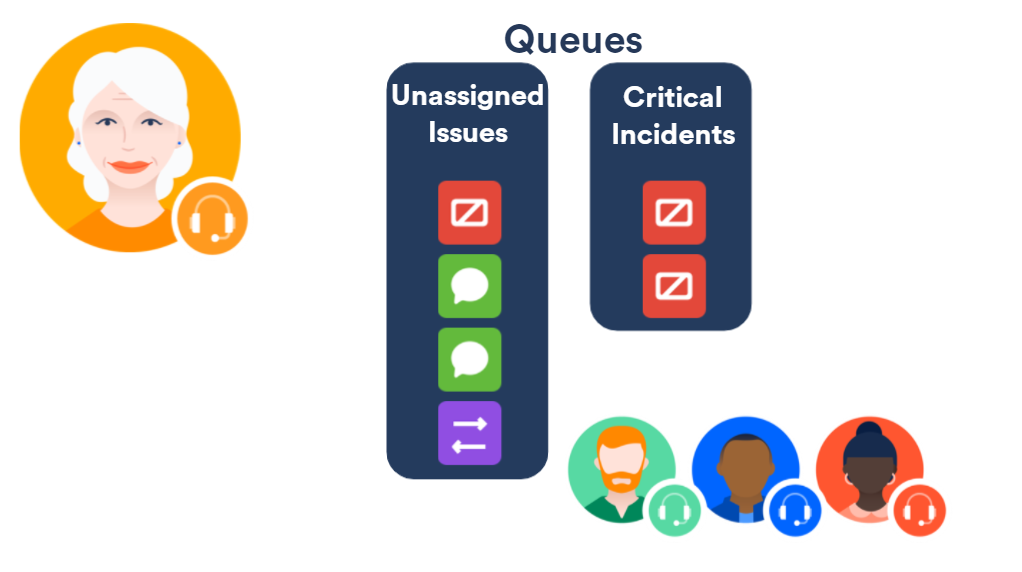 Queues
Unassigned
Issues
Critical
Incidents